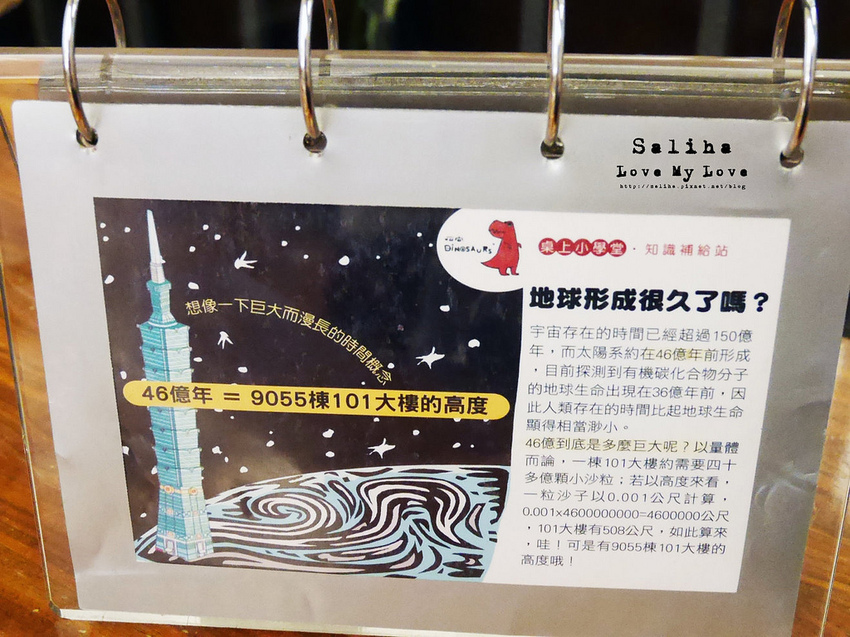 Saliha
Love My Love
http://saliha.pixnet.net/blog
DINOSAURS
桌上小學堂·知識補給站
地球形成很久了嗎？
想像一下巨大而漫長的時間概念
46億年 = 9055棟101大樓的高度
宇宙存在的時間已經超過150億
年，而太陽系約在46億年前形成
，目前探測到有機碳化合物分子
的地球生命出現在36億年前，因
此人類存在的時間比起地球生命
顯得相當渺小。
46億到底是多麼巨大呢？以量體
而論，一棟101大樓約需要四十
多億顆小沙粒；若以高度來看，
一粒沙子以0.001公尺計算，
0.001x4600000000=4600000公尺
，101大樓有508公尺，如此算來
，哇！可是有9055棟101大樓的
高度哦！